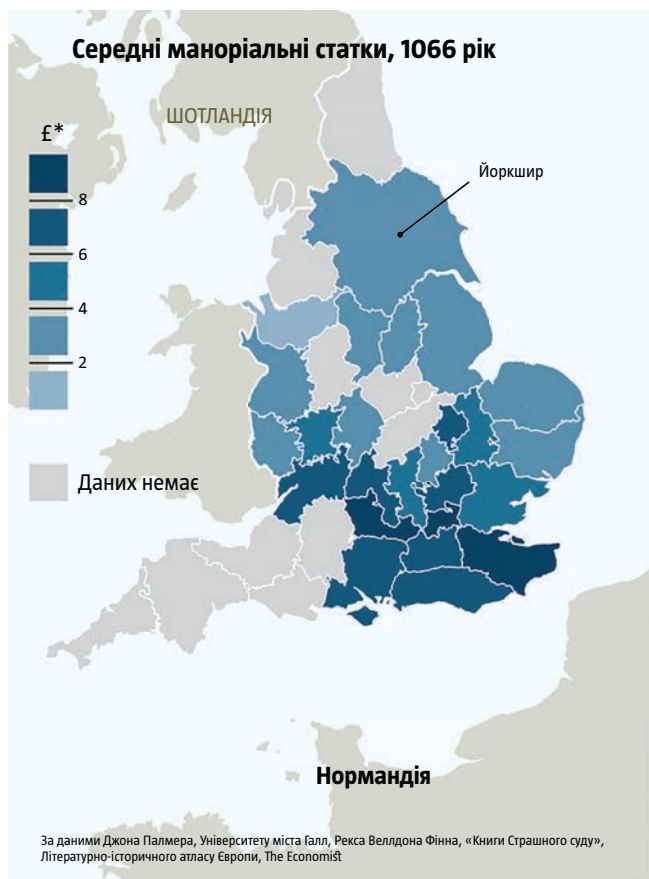 Середні маноріальні статки, 1066 рік
ШОТЛАНДІЯ
£*
8
6
4
2
Йоркшир
Даних немає
Нормандія
За даними Джона Палмера, Університету міста Галл, Рекса Веллдона Фінна, «Книги Страшного суду»,
Літературно-історичного атласу Європи, The Economist